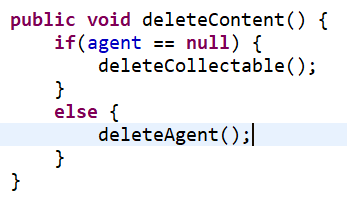 public void deleteContent() {
    if(agent == null) {
        deleteCollectable();
    }
    else {
        deleteAgent();
    }
}